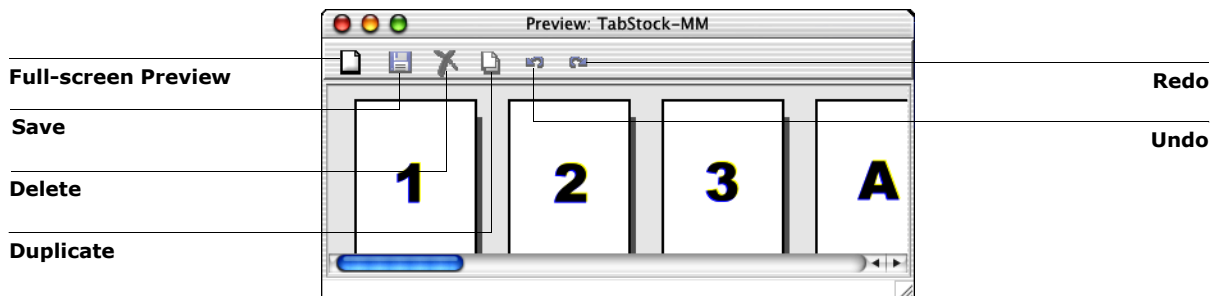 Preview: TabStock-MM
Full-screen Preview
Redo
Save
Undo
Delete
1 2 3 A
Duplicate